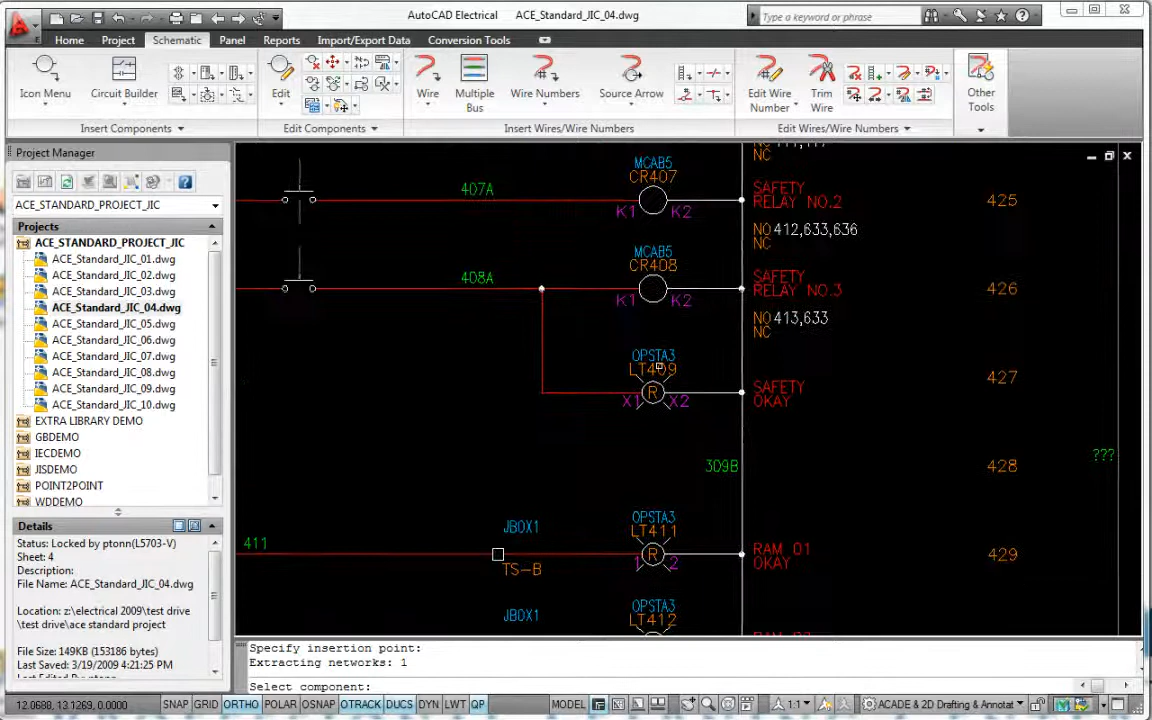 AutoCAD Electrical ACE_Standard_JIC_04.dwg
Type a keyword or phrase
Home Project Schematic Panel Reports Import/Export Data Conversion Tools
Icon Menu
Circuit Builder
Edit
Wire
Multiple Bus
Wire Numbers
Source Arrow
Edit Wire Number
Trim Wire
Other Tools
Insert Components
Edit Components
Insert Wires/Wire Numbers
Edit Wires/Wire Numbers
Project Manager
ACE_STANDARD_PROJECT_JIC
Projects
ACE_STANDARD_PROJECT_JIC
ACE_Standard_JIC_01.dwg
ACE_Standard_JIC_02.dwg
ACE_Standard_JIC_03.dwg
ACE_Standard_JIC_04.dwg
ACE_Standard_JIC_05.dwg
ACE_Standard_JIC_06.dwg
ACE_Standard_JIC_07.dwg
ACE_Standard_JIC_08.dwg
ACE_Standard_JIC_09.dwg
ACE_Standard_JIC_10.dwg
EXTRA LIBRARY DEMO
GBDEMO
IECDEMO
JISDEMO
POINT2POINT
WDDEMO
Details
Status: Locked by ptonn(L5703-V)
Sheet: 4
Description:
File Name: ACE_Standard_JIC_04.dwg
Location: z:\electrical 2009\test drive
\test drive\ace standard project
File Size: 149KB (153186 bytes)
Last Saved: 3/19/2009 4:21:25 PM
NC
407A
MCAB5
CR407
K1 K2
SAFETY
RELAY NO.2
NO 412,633,636
NC
425
408A
MCAB5
CR408
K1 K2
SAFETY
RELAY NO.3
NO 413,633
NC
426
OPSTA3
LT409
R
X1 X2
SAFETY
OKAY
427
309B
428
???
411
JBOX1
TS-B
OPSTA3
LT411
R
1 2
RAM 01
OKAY
429
JBOX1
OPSTA3
LT412
Specify insertion point:
Extracting networks: 1
Select component:
12.0688, 13.1269, 0.0000
SNAP GRID ORTHO POLAR OSNAP OTRACK DUCS DYN LWT QP
MODEL
1:1
ACADE & 2D Drafting & Annotat